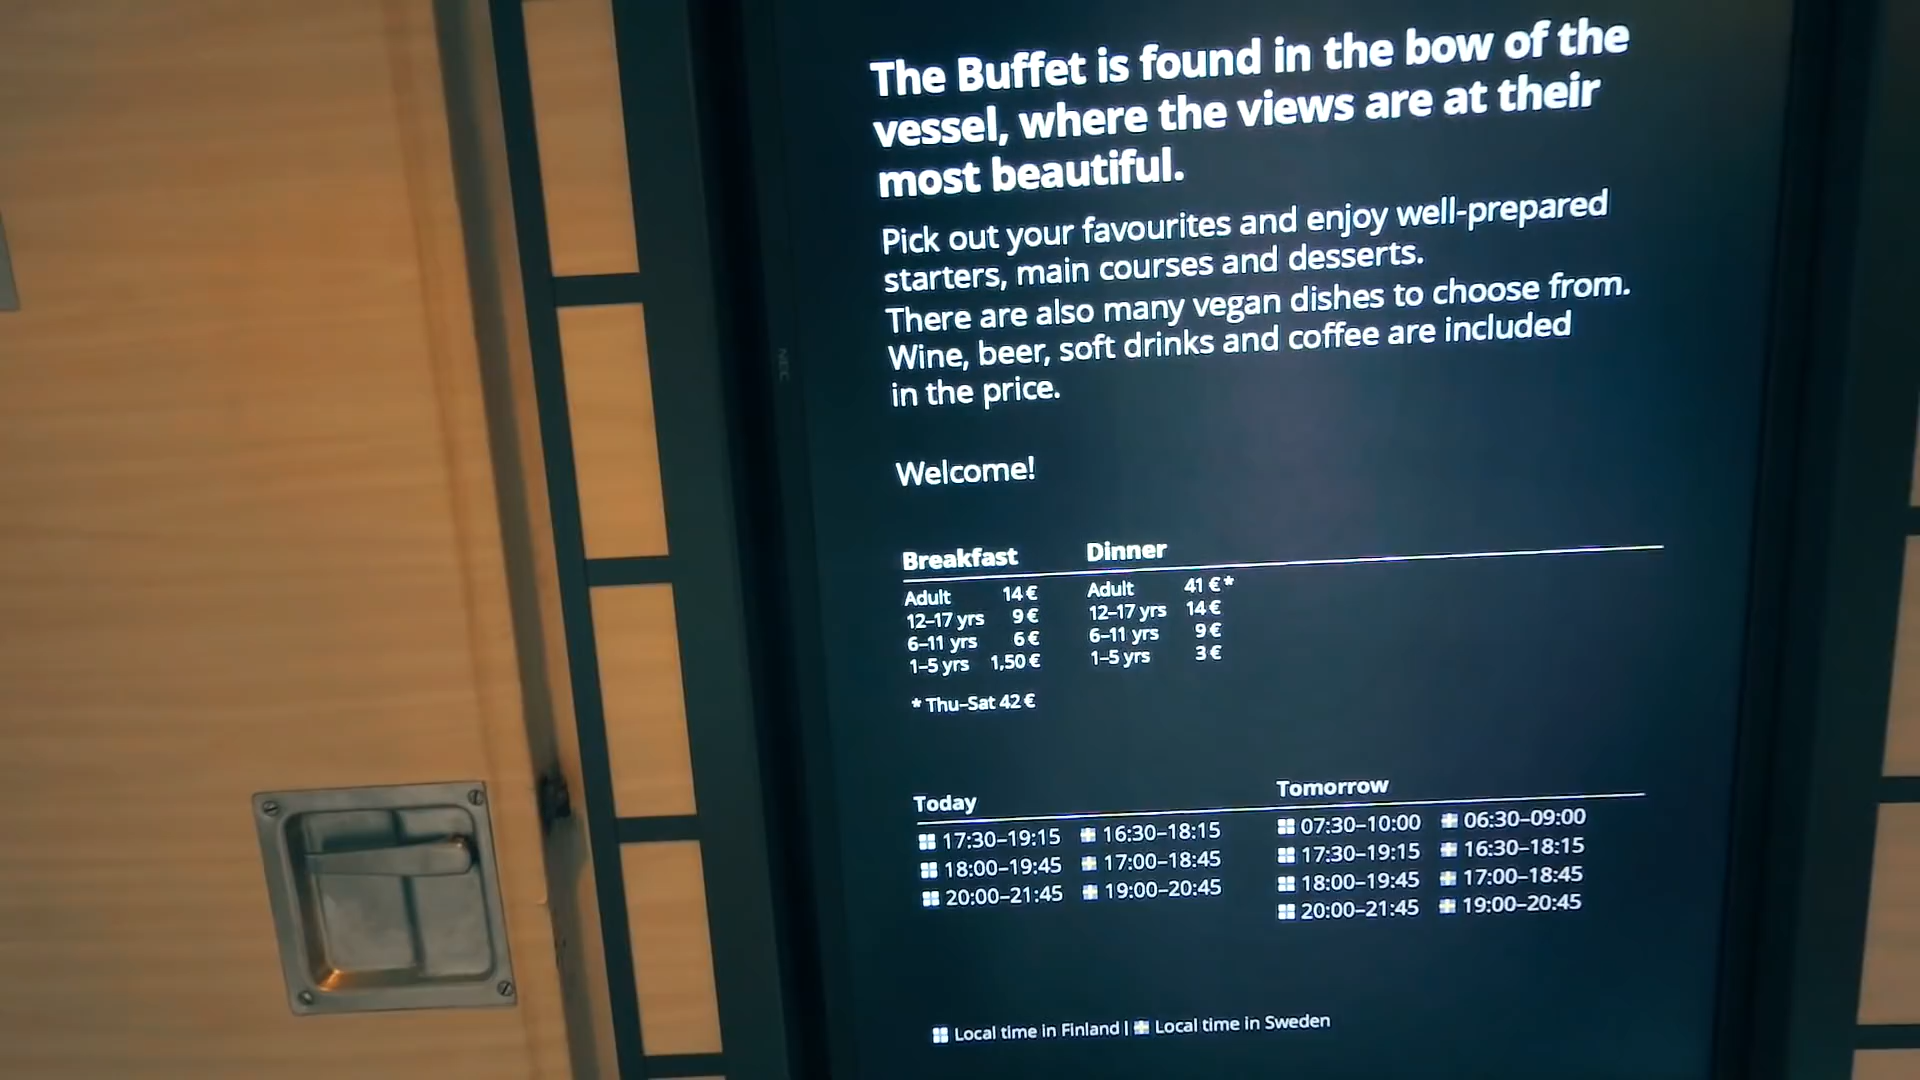 The Buffet is found in the bow of the
vessel, where the views are at their
most beautiful.
Pick out your favourites and enjoy well-prepared
starters, main courses and desserts.
There are also many vegan dishes to choose from.
Wine, beer, soft drinks and coffee are included
in the price.
Welcome!
Breakfast Dinner
Adult 14 € Adult 41 €*
12–17 yrs 9 € 12–17 yrs 14 €
6–11 yrs 6 € 6–11 yrs 9 €
1–5 yrs 1,50 € 1–5 yrs 3 €
* Thu–Sat 42 €
Today Tomorrow
17:30–19:15 16:30–18:15 07:30–10:00 06:30–09:00
18:00–19:45 17:00–18:45 17:30–19:15 16:30–18:15
20:00–21:45 19:00–20:45 18:00–19:45 17:00–18:45
20:00–21:45 19:00–20:45
Local time in Finland | Local time in Sweden
NEC